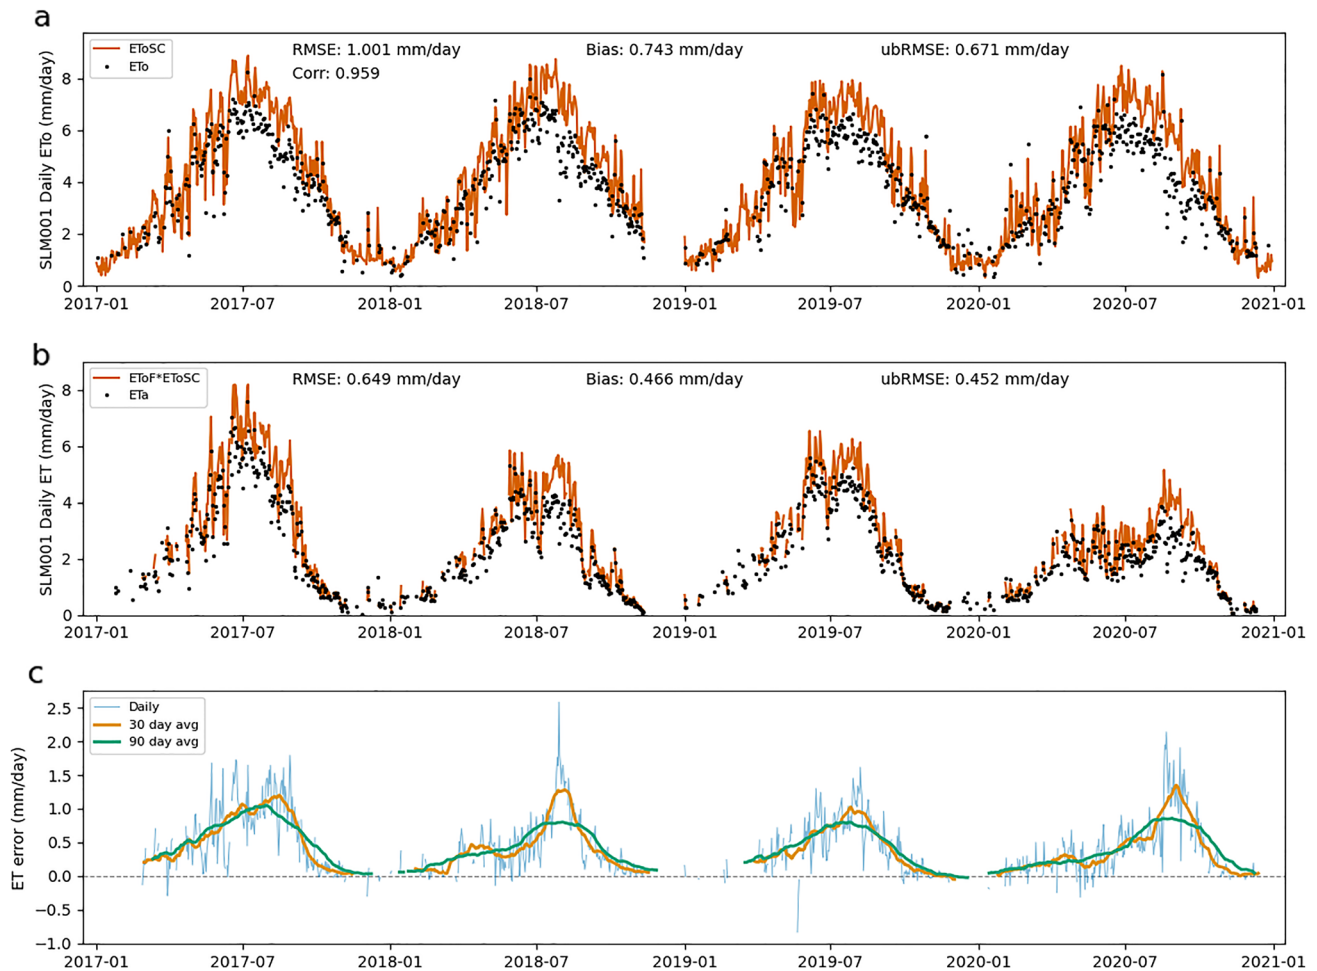 a
SLM001 Daily ETo (mm/day)
EToSC
ETo
RMSE: 1.001 mm/day
Bias: 0.743 mm/day
ubRMSE: 0.671 mm/day
Corr: 0.959
8
6
4
2
0
2017-01
2017-07
2018-01
2018-07
2019-01
2019-07
2020-01
2020-07
2021-01
b
SLM001 Daily ET (mm/day)
EToF*EToSC
ETa
RMSE: 0.649 mm/day
Bias: 0.466 mm/day
ubRMSE: 0.452 mm/day
8
6
4
2
0
2017-01
2017-07
2018-01
2018-07
2019-01
2019-07
2020-01
2020-07
2021-01
c
ET error (mm/day)
Daily
30 day avg
90 day avg
2.5
2.0
1.5
1.0
0.5
0.0
−0.5
−1.0
2017-01
2017-07
2018-01
2018-07
2019-01
2019-07
2020-01
2020-07
2021-01